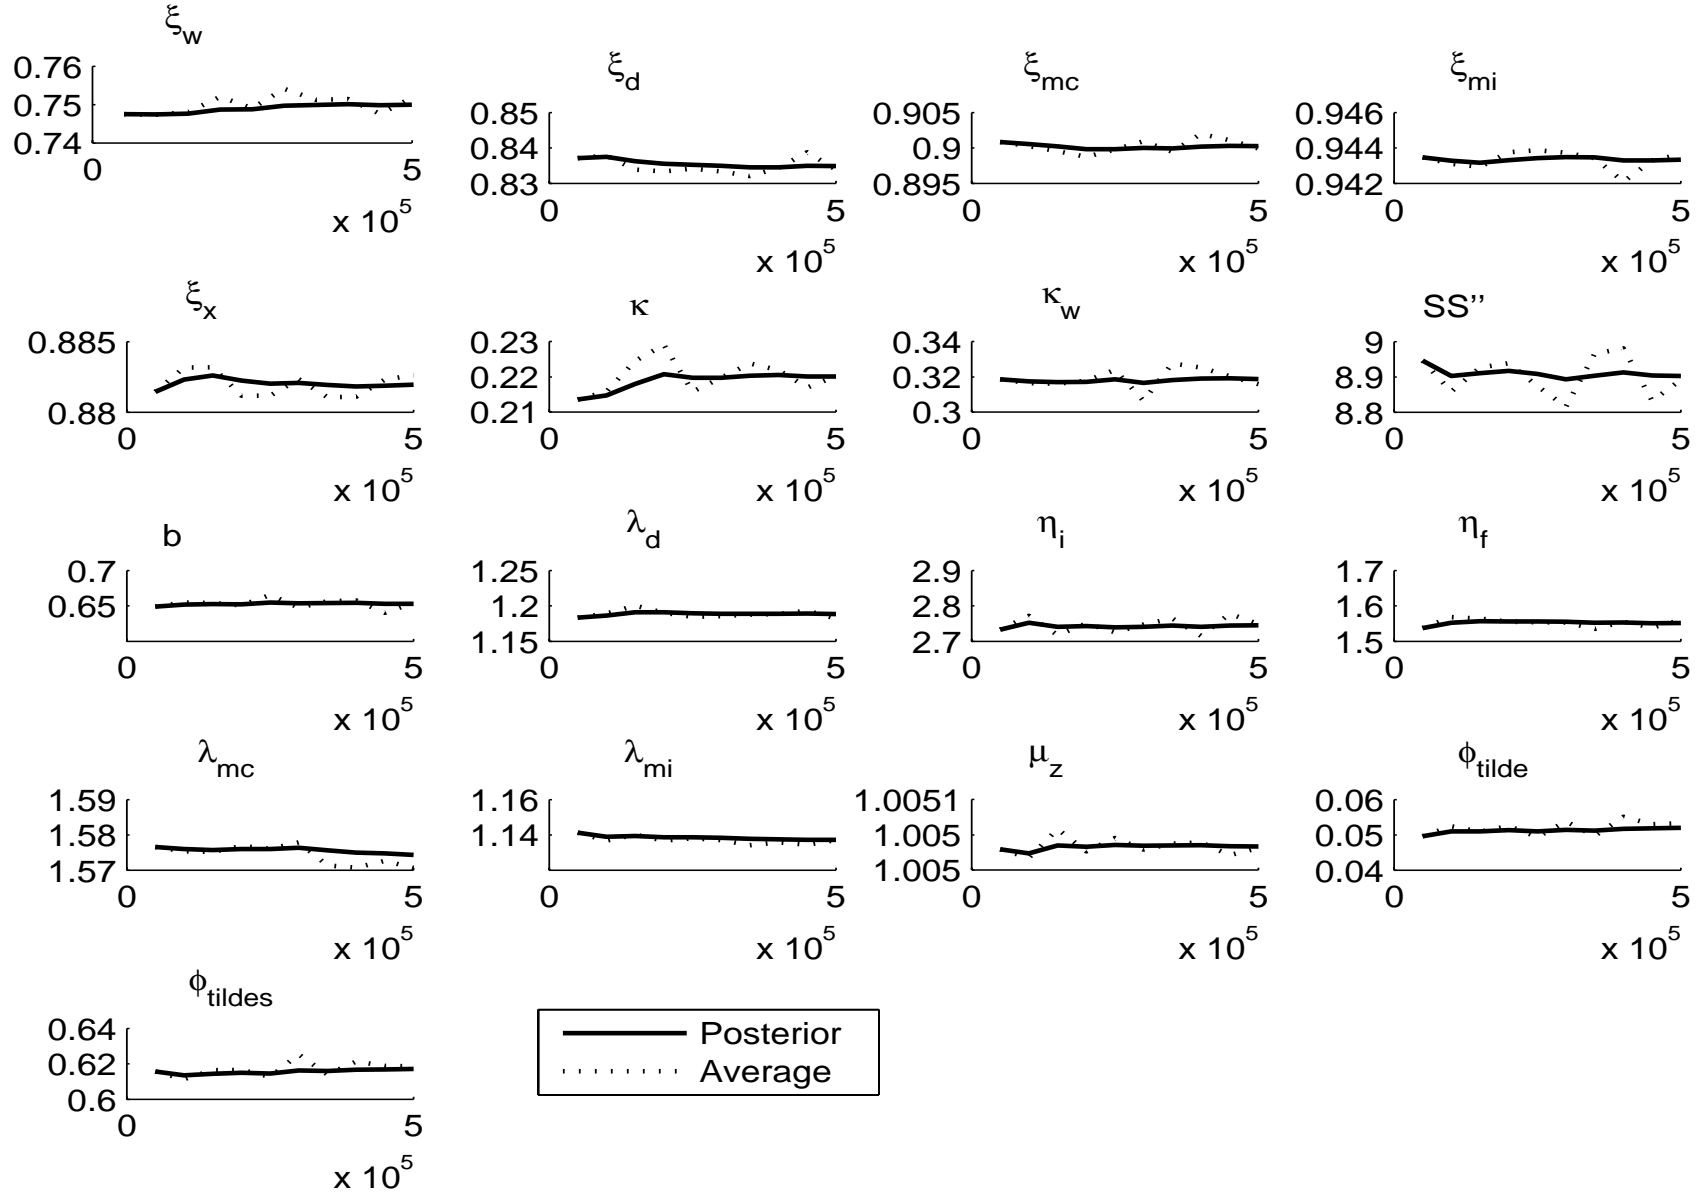 ξw
0.76
0.75
0.74
0 5
x 10^5
ξd
0.85
0.84
0.83
0 5
x 10^5
ξmc
0.905
0.9
0.895
0 5
x 10^5
ξmi
0.946
0.944
0.942
0 5
x 10^5
ξx
0.885
0.88
0 5
x 10^5
κ
0.23
0.22
0.21
0 5
x 10^5
κw
0.34
0.32
0.3
0 5
x 10^5
SS''
9
8.9
8.8
0 5
x 10^5
b
0.7
0.65
0 5
x 10^5
λd
1.25
1.2
1.15
0 5
x 10^5
ηi
2.9
2.8
2.7
0 5
x 10^5
ηf
1.7
1.6
1.5
0 5
x 10^5
λmc
1.59
1.58
1.57
0 5
x 10^5
λmi
1.16
1.14
0 5
x 10^5
μz
1.0051
1.005
1.005
0 5
x 10^5
ϕtilde
0.06
0.05
0.04
0 5
x 10^5
ϕtildes
0.64
0.62
0.6
0 5
x 10^5
Posterior
Average